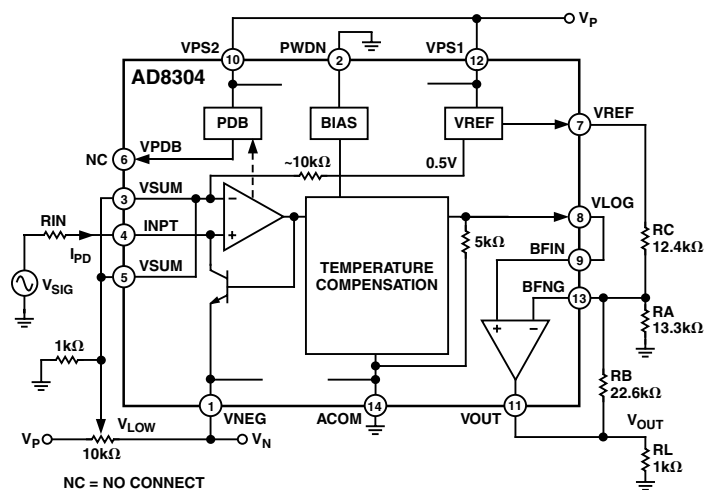 VP
VPS2
PWDN
VPS1
10
2
12
AD8304
PDB
BIAS
VREF
7
VREF
VPDB
NC
6
~10kΩ
0.5V
3
VSUM
8
VLOG
RIN
4
INPT
IPD
5kΩ
RC
12.4kΩ
VSIG
5
VSUM
TEMPERATURE
COMPENSATION
BFIN
9
BFNG
13
RA
13.3kΩ
1kΩ
RB
22.6kΩ
1
VNEG
ACOM
14
VOUT
11
VLOW
VOUT
VP
10kΩ
VN
RL
1kΩ
NC = NO CONNECT